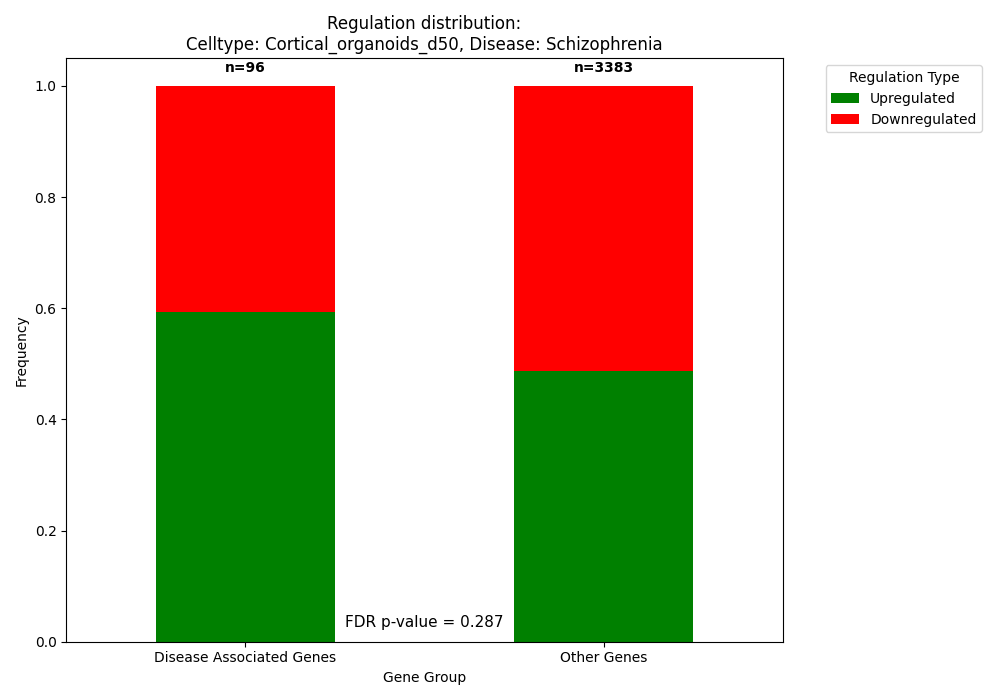 Regulation distribution:
Celltype: Cortical_organoids_d50, Disease: Schizophrenia
n=96
n=3383
Regulation Type
Upregulated
Downregulated
1.0
0.8
0.6
0.4
0.2
0.0
Frequency
FDR p-value = 0.287
Disease Associated Genes
Other Genes
Gene Group